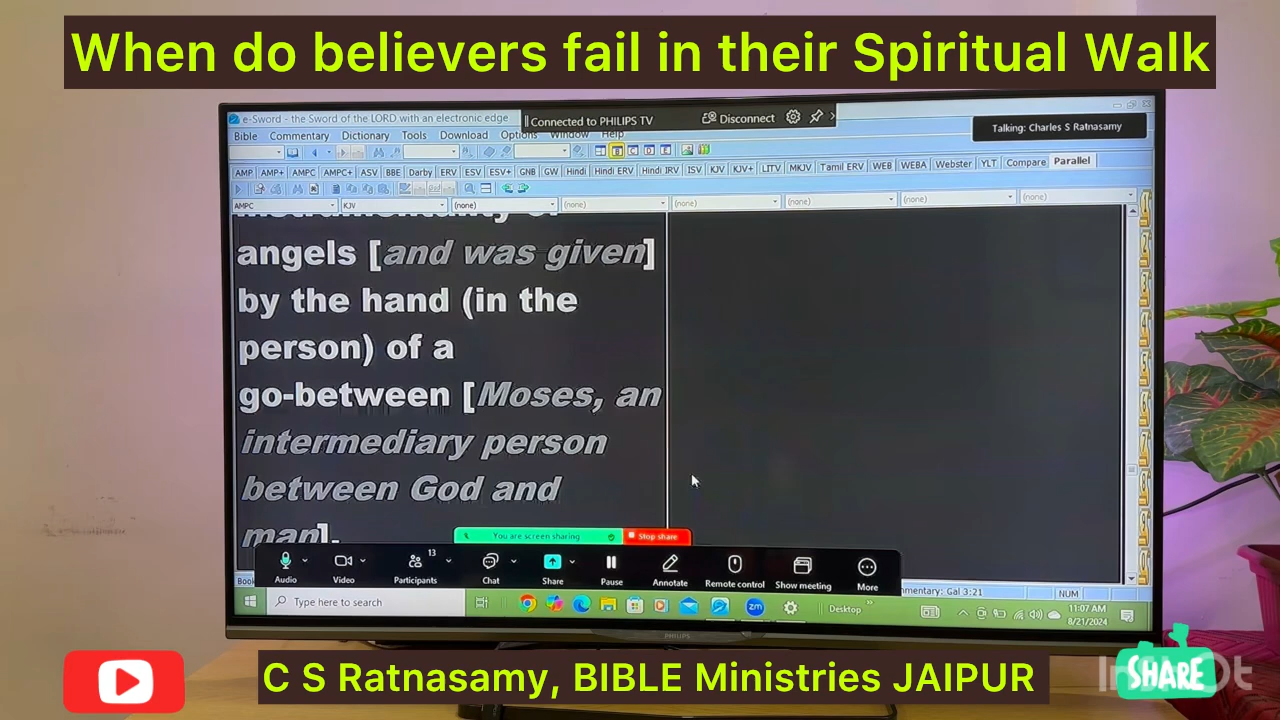 When do believers fail in their Spiritual Walk
e-Sword - the Sword of the LORD with an electronic edge
Connected to PHILIPS TV
Disconnect
Talking: Charles S Ratnasamy
Bible Commentary Dictionary Tools Download Options Window Help
AMP AMP+ AMPC AMPC+ ASV BBE Darby ERV ESV ESV+ GNB GW Hindi Hindi ERV Hindi IRV ISV KJV KJV+ LITV MKJV Tamil ERV WEB WEBA Webster YLT Compare Parallel
AMPC KJV (none) (none) (none) (none) (none) (none)
instrumentality of
angels [and was given]
by the hand (in the
person) of a
go-between [Moses, an
intermediary person
between God and
man].
You are screen sharing
Stop share
13
Audio Video Participants Chat Share Pause Annotate Remote control Show meeting More
Gal 3:21
NUM
Type here to search
zm
Desktop
11:07 AM
8/21/2024
PHILIPS
C S Ratnasamy, BIBLE Ministries JAIPUR
SHARE